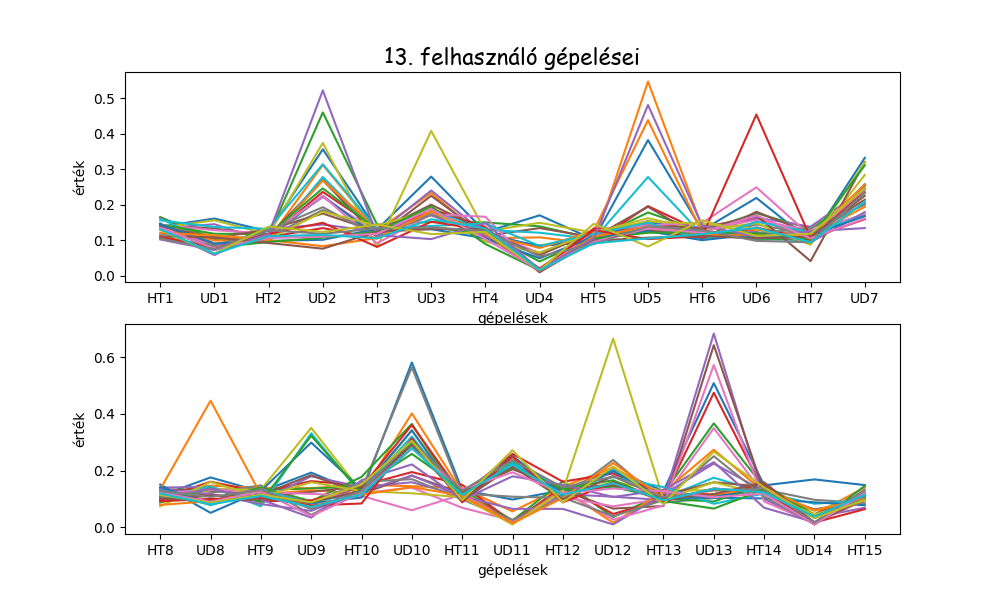 13. felhasználó gépelései
érték
0.5
0.4
0.3
0.2
0.1
0.0
HT1 UD1 HT2 UD2 HT3 UD3 HT4 UD4 HT5 UD5 HT6 UD6 HT7 UD7
gépelések
érték
0.6
0.4
0.2
0.0
HT8 UD8 HT9 UD9 HT10 UD10 HT11 UD11 HT12 UD12 HT13 UD13 HT14 UD14 HT15
gépelések